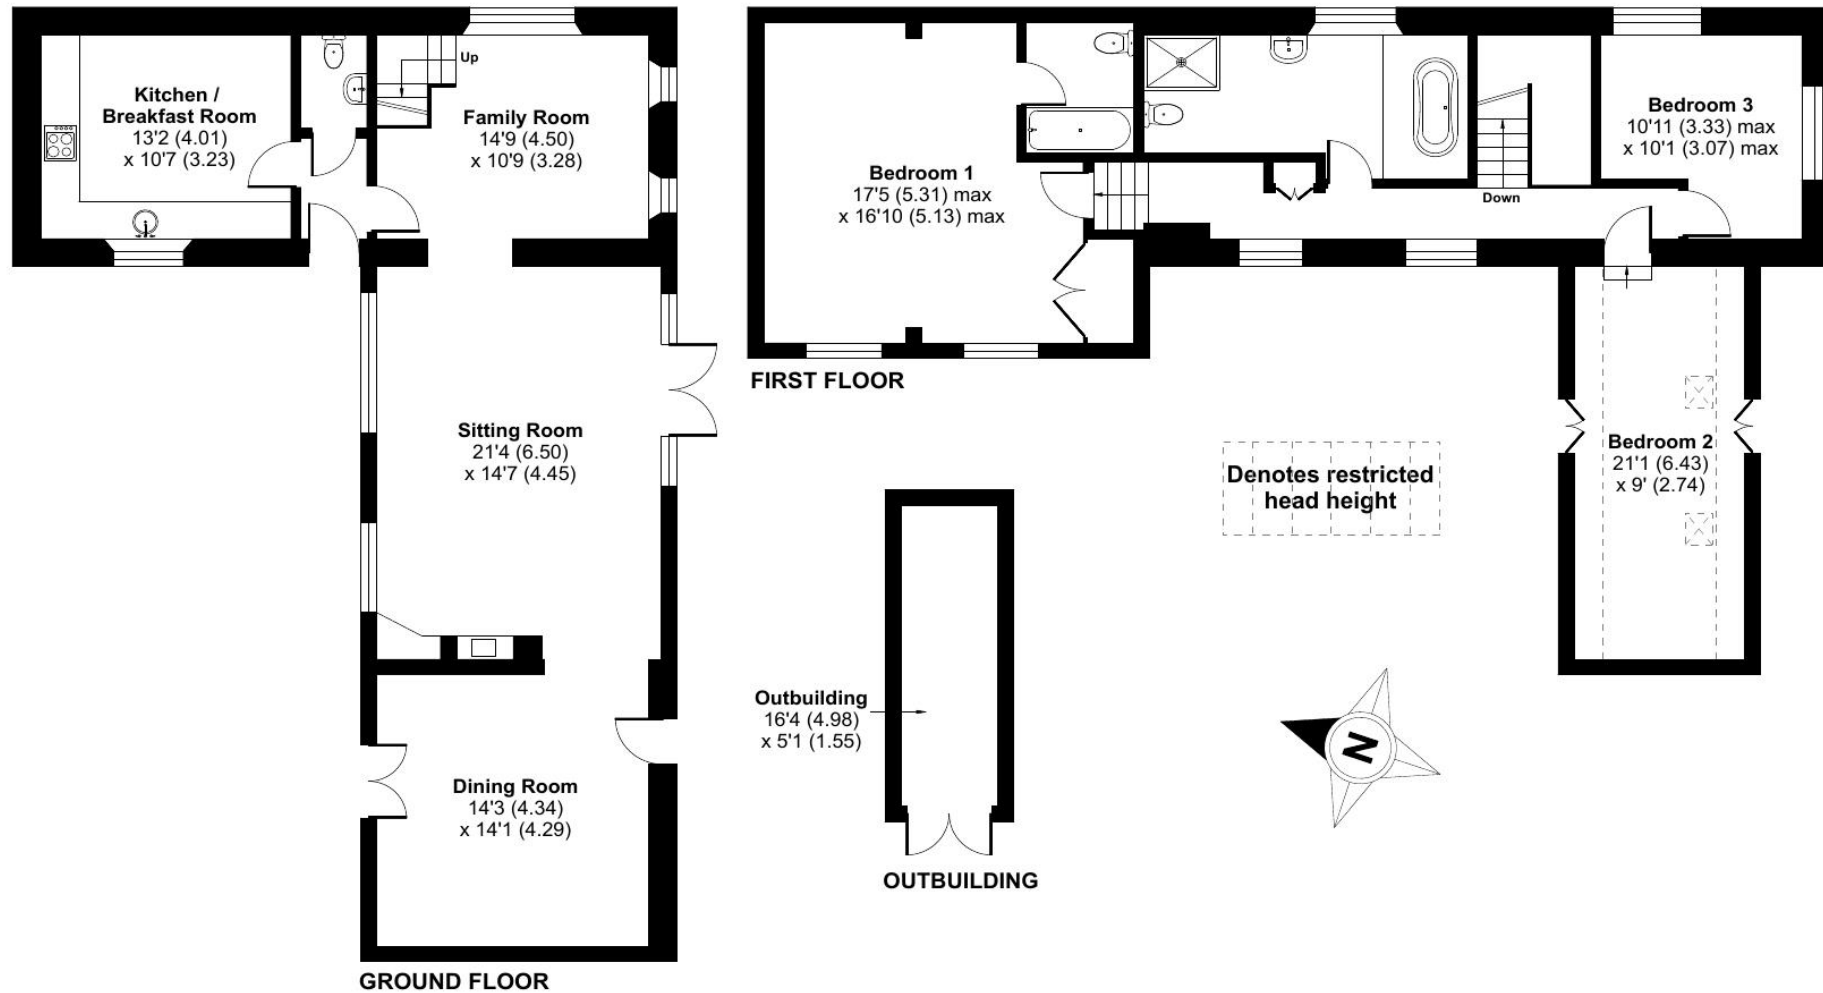 Kitchen /
Breakfast Room
13'2 (4.01)
x 10'7 (3.23)
Up
Family Room
14'9 (4.50)
x 10'9 (3.28)
Sitting Room
21'4 (6.50)
x 14'7 (4.45)
Dining Room
14'3 (4.34)
x 14'1 (4.29)
GROUND FLOOR
Bedroom 1
17'5 (5.31) max
x 16'10 (5.13) max
Down
Bedroom 3
10'11 (3.33) max
x 10'1 (3.07) max
FIRST FLOOR
Bedroom 2
21'1 (6.43)
x 9' (2.74)
Denotes restricted
head height
Outbuilding
16'4 (4.98)
x 5'1 (1.55)
OUTBUILDING
N